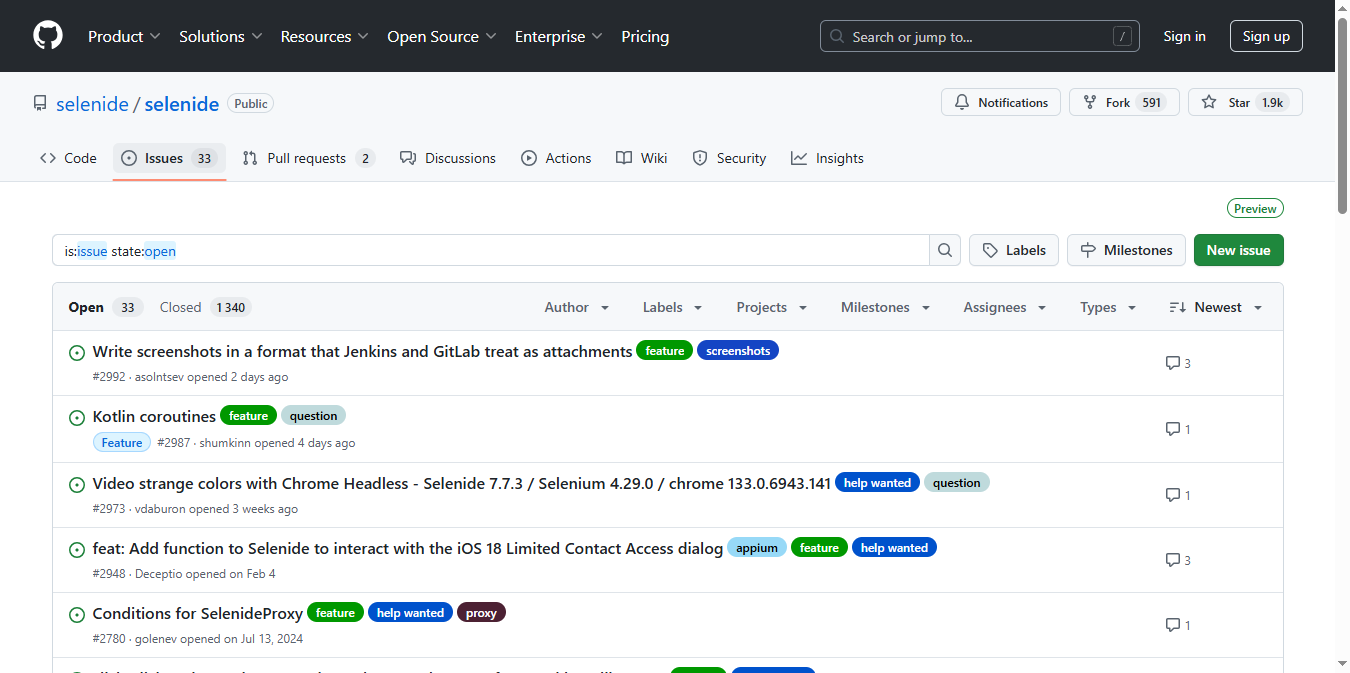 Product Solutions Resources Open Source Enterprise Pricing Search or jump to... / Sign in Sign up
selenide / selenide Public Notifications Fork 591 Star 1.9k
Code Issues 33 Pull requests 2 Discussions Actions Wiki Security Insights
Preview
is:issue state:open Labels Milestones New issue
Open 33 Closed 1 340 Author Labels Projects Milestones Assignees Types Newest
Write screenshots in a format that Jenkins and GitLab treat as attachments feature screenshots
#2992 · asolntsev opened 2 days ago 3
Kotlin coroutines feature question
Feature #2987 · shumkinn opened 4 days ago 1
Video strange colors with Chrome Headless - Selenide 7.7.3 / Selenium 4.29.0 / chrome 133.0.6943.141 help wanted question
#2973 · vdaburon opened 3 weeks ago 1
feat: Add function to Selenide to interact with the iOS 18 Limited Contact Access dialog appium feature help wanted
#2948 · Deceptio opened on Feb 4 3
Conditions for SelenideProxy feature help wanted proxy
#2780 · golenev opened on Jul 13, 2024 1